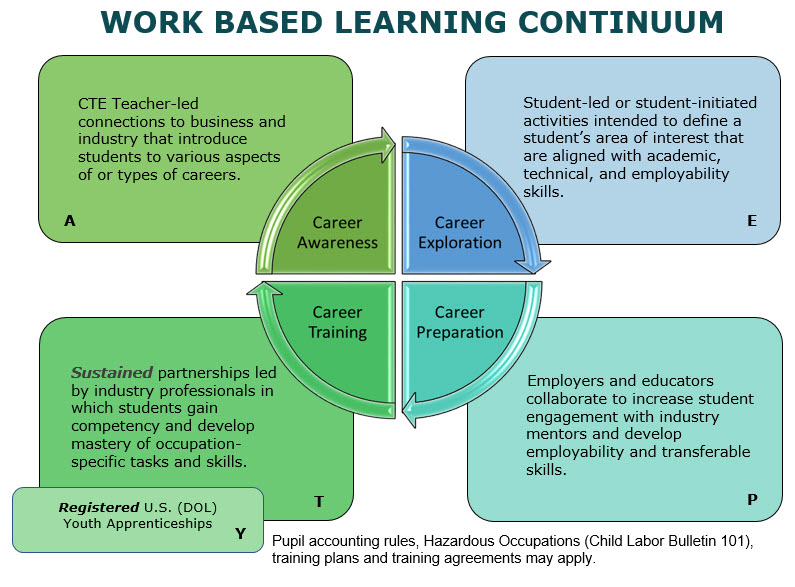 WORK BASED LEARNING CONTINUUM
CTE Teacher-led
connections to business and
industry that introduce
students to various aspects
of or types of careers.
A
Student-led or student-initiated
activities intended to define a
student’s area of interest that
are aligned with academic,
technical, and employability
skills.
E
Career
Awareness
Career
Exploration
Career
Training
Career
Preparation
Sustained partnerships led
by industry professionals in
which students gain
competency and develop
mastery of occupation-
specific tasks and skills.
T
Employers and educators
collaborate to increase student
engagement with industry
mentors and develop
employability and transferable
skills.
P
Registered U.S. (DOL)
Youth Apprenticeships
Y
Pupil accounting rules, Hazardous Occupations (Child Labor Bulletin 101),
training plans and training agreements may apply.